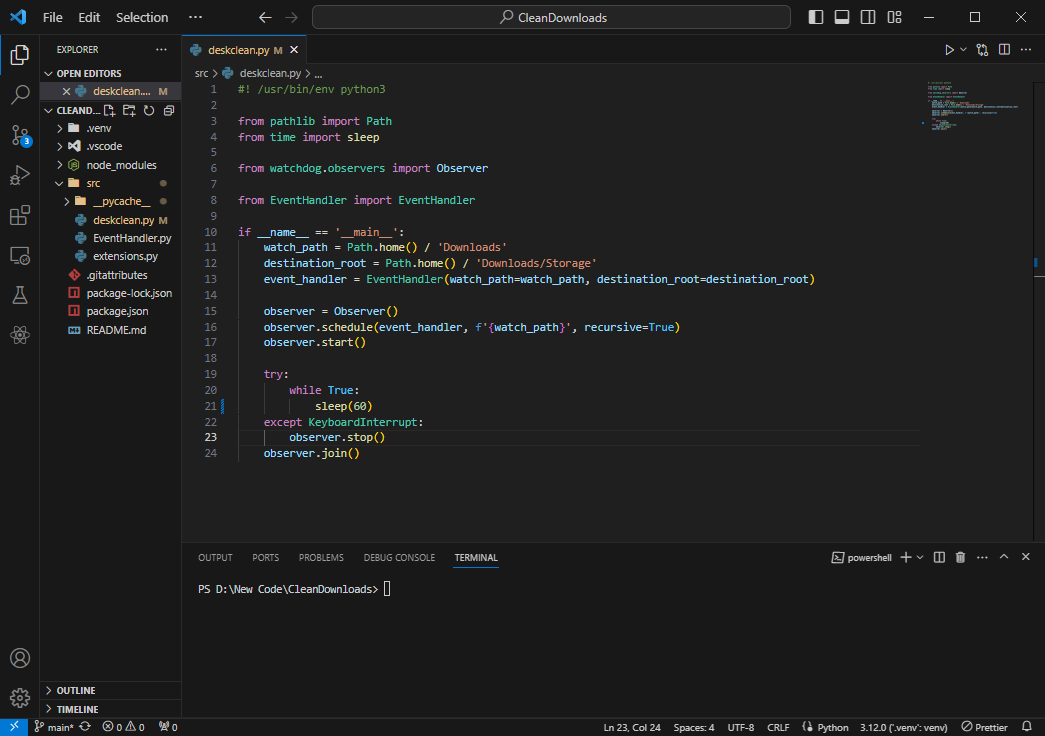 File Edit Selection ··· CleanDownloads
EXPLORER ···
OPEN EDITORS
deskclean.... M
CLEAND...
.venv
.vscode
node_modules
src
__pycache__
deskclean.py M
EventHandler.py
extensions.py
.gitattributes
package-lock.json
package.json
README.md
OUTLINE
TIMELINE
3
deskclean.py M
src > deskclean.py > ...
1 #! /usr/bin/env python3
2
3 from pathlib import Path
4 from time import sleep
5
6 from watchdog.observers import Observer
7
8 from EventHandler import EventHandler
9
10 if __name__ == '__main__':
11 watch_path = Path.home() / 'Downloads'
12 destination_root = Path.home() / 'Downloads/Storage'
13 event_handler = EventHandler(watch_path=watch_path, destination_root=destination_root)
14
15 observer = Observer()
16 observer.schedule(event_handler, f'{watch_path}', recursive=True)
17 observer.start()
18
19 try:
20 while True:
21 sleep(60)
22 except KeyboardInterrupt:
23 observer.stop()
24 observer.join()
OUTPUT PORTS PROBLEMS DEBUG CONSOLE TERMINAL powershell
PS D:\New Code\CleanDownloads>
main* 0 0 0 Ln 23, Col 24 Spaces: 4 UTF-8 CRLF Python 3.12.0 ('.venv': venv) Prettier